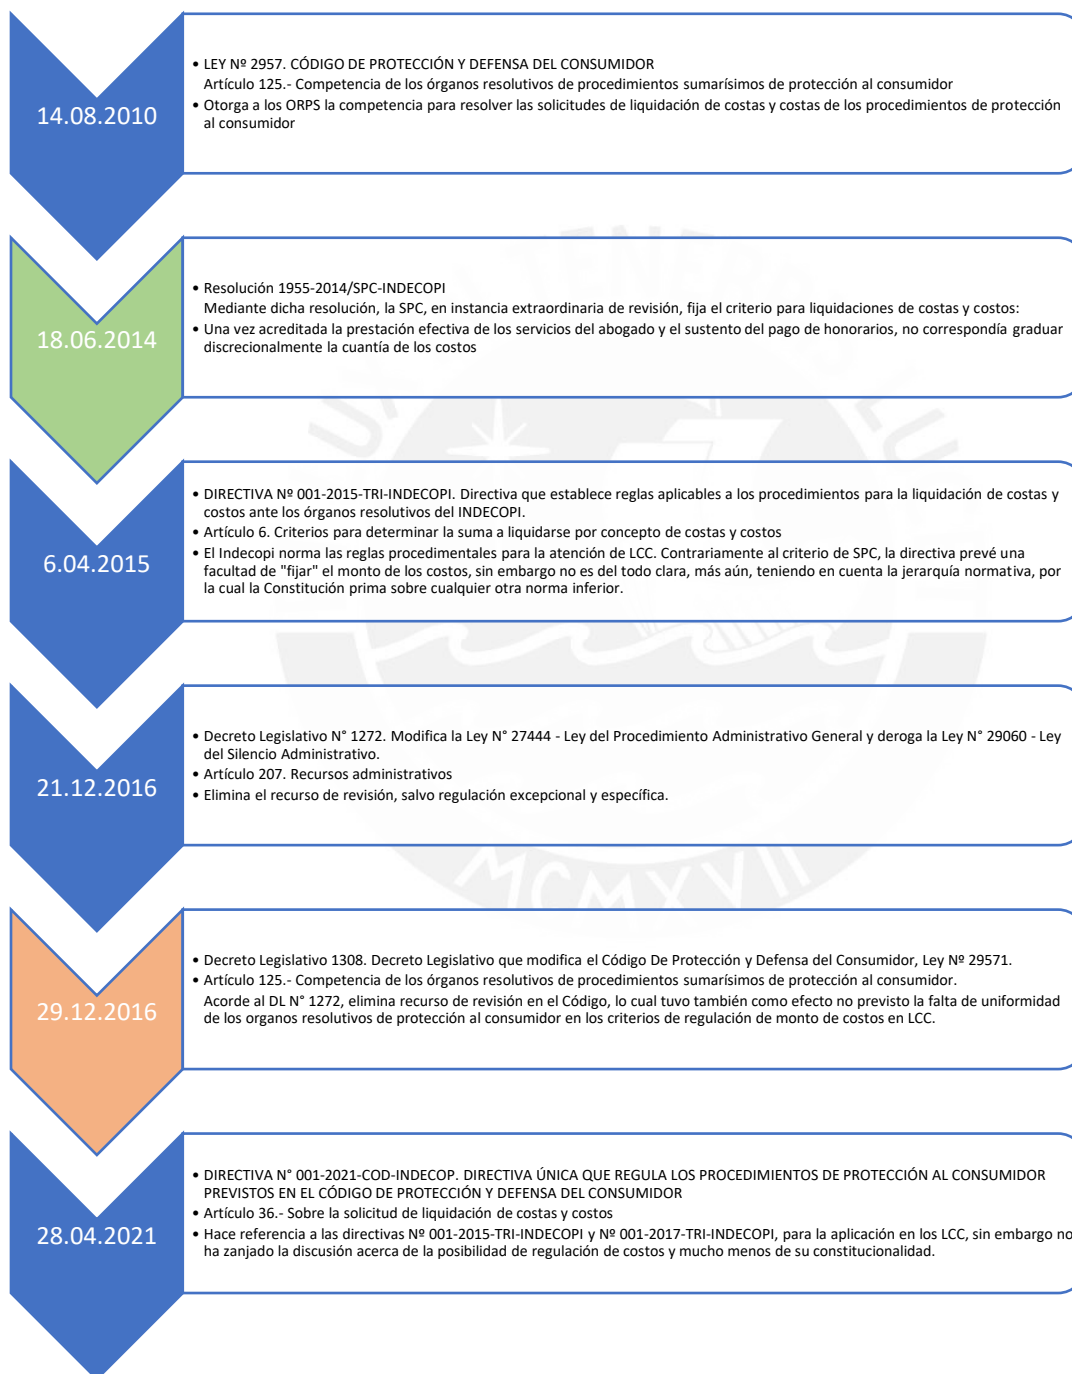 14.08.2010
• LEY Nº 2957. CÓDIGO DE PROTECCIÓN Y DEFENSA DEL CONSUMIDOR
Artículo 125.- Competencia de los órganos resolutivos de procedimientos sumarísimos de protección al consumidor
• Otorga a los ORPS la competencia para resolver las solicitudes de liquidación de costas y costas de los procedimientos de protección
al consumidor
18.06.2014
• Resolución 1955-2014/SPC-INDECOPI
Mediante dicha resolución, la SPC, en instancia extraordinaria de revisión, fija el criterio para liquidaciones de costas y costos:
• Una vez acreditada la prestación efectiva de los servicios del abogado y el sustento del pago de honorarios, no correspondía graduar
discrecionalmente la cuantía de los costos
6.04.2015
• DIRECTIVA Nº 001-2015-TRI-INDECOPI. Directiva que establece reglas aplicables a los procedimientos para la liquidación de costas y
costos ante los órganos resolutivos del INDECOPI.
• Artículo 6. Criterios para determinar la suma a liquidarse por concepto de costas y costos
• El Indecopi norma las reglas procedimentales para la atención de LCC. Contrariamente al criterio de SPC, la directiva prevé una
facultad de "fijar" el monto de los costos, sin embargo no es del todo clara, más aún, teniendo en cuenta la jerarquía normativa, por
la cual la Constitución prima sobre cualquier otra norma inferior.
21.12.2016
• Decreto Legislativo N° 1272. Modifica la Ley N° 27444 - Ley del Procedimiento Administrativo General y deroga la Ley N° 29060 - Ley
del Silencio Administrativo.
• Artículo 207. Recursos administrativos
• Elimina el recurso de revisión, salvo regulación excepcional y específica.
29.12.2016
• Decreto Legislativo 1308. Decreto Legislativo que modifica el Código De Protección y Defensa del Consumidor, Ley Nº 29571.
• Artículo 125.- Competencia de los órganos resolutivos de procedimientos sumarísimos de protección al consumidor.
Acorde al DL N° 1272, elimina recurso de revisión en el Código, lo cual tuvo también como efecto no previsto la falta de uniformidad
de los organos resolutivos de protección al consumidor en los criterios de regulación de monto de costos en LCC.
28.04.2021
• DIRECTIVA N° 001-2021-COD-INDECOP. DIRECTIVA ÚNICA QUE REGULA LOS PROCEDIMIENTOS DE PROTECCIÓN AL CONSUMIDOR
PREVISTOS EN EL CÓDIGO DE PROTECCIÓN Y DEFENSA DEL CONSUMIDOR
• Artículo 36.- Sobre la solicitud de liquidación de costas y costos
• Hace referencia a las directivas Nº 001-2015-TRI-INDECOPI y Nº 001-2017-TRI-INDECOPI, para la aplicación en los LCC, sin embargo no
ha zanjado la discusión acerca de la posibilidad de regulación de costos y mucho menos de su constitucionalidad.
MCMXVII